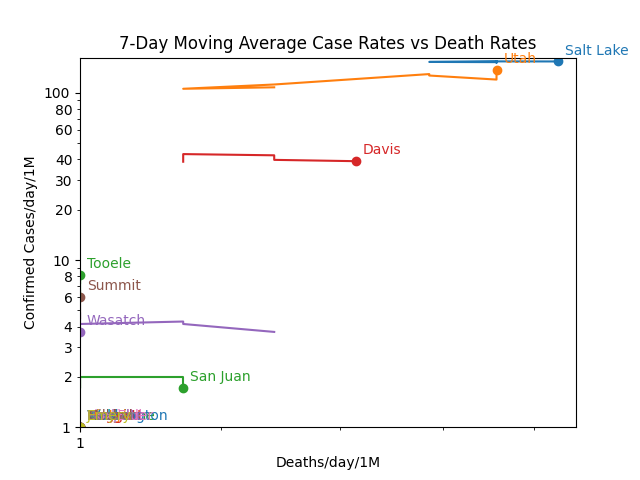 7-Day Moving Average Case Rates vs Death Rates
Salt Lake
Utah
Davis
Tooele
Summit
Wasatch
San Juan
Confirmed Cases/day/1M
100
80
60
40
30
20
10
8
6
4
3
2
1
1
Deaths/day/1M